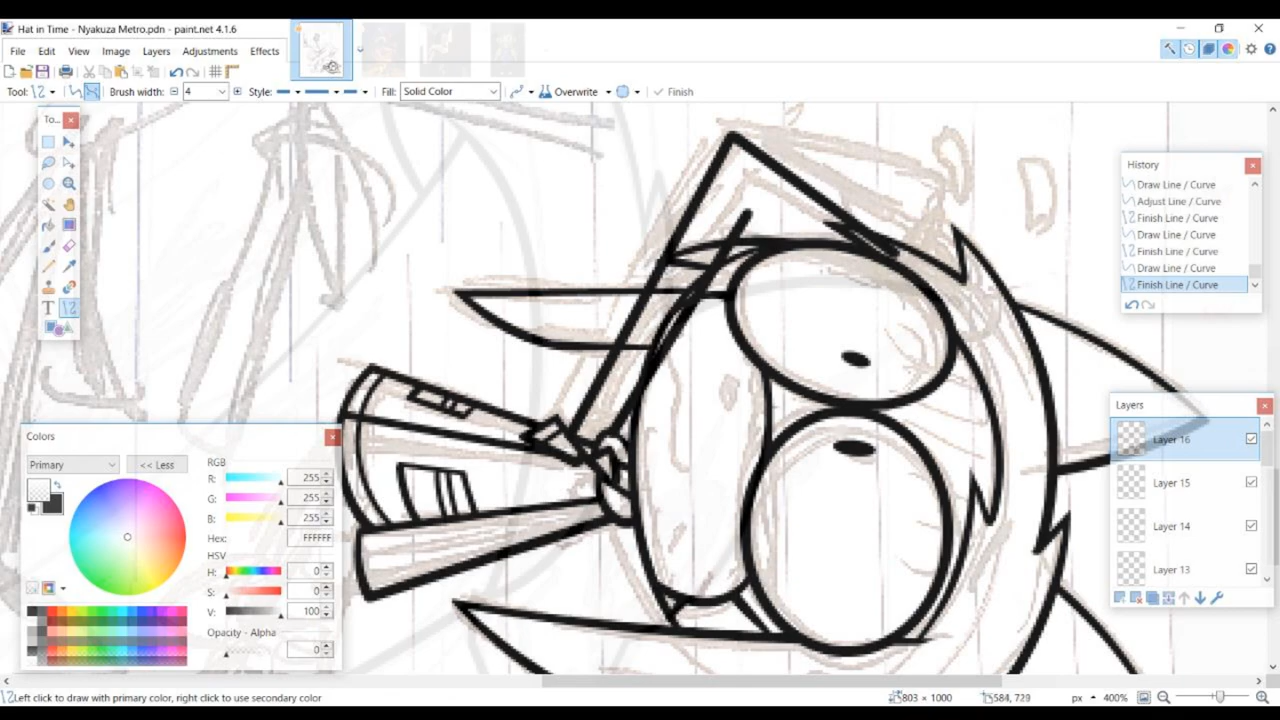 Hat in Time - Nyakuza Metro.pdn - paint.net 4.1.6
File Edit View Image Layers Adjustments Effects
Tool: Brush width: 4 Style: Fill: Solid Color Overwrite Finish
To...
History
Draw Line / Curve
Adjust Line / Curve
Finish Line / Curve
Draw Line / Curve
Finish Line / Curve
Draw Line / Curve
Finish Line / Curve
Layers
Layer 16
Layer 15
Layer 14
Layer 13
Colors
Primary << Less
RGB
R: 255
G: 255
B: 255
Hex: FFFFFF
HSV
H: 0
S: 0
V: 100
Opacity - Alpha
0
Left click to draw with primary color, right click to use secondary color 803 × 1000 584, 729 px 400%